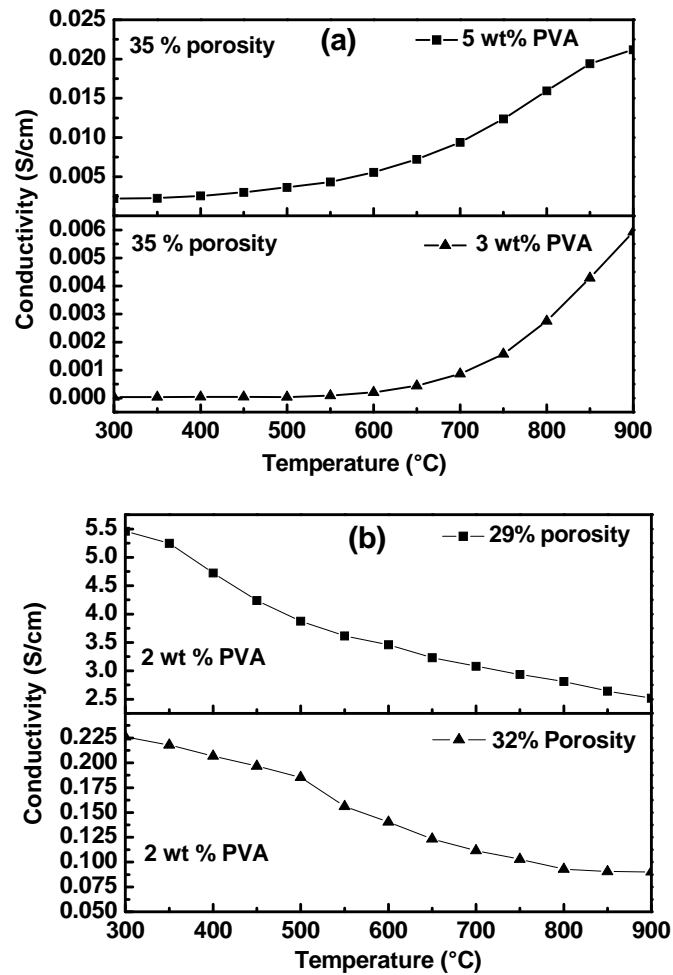 (a)
35 % porosity
5 wt% PVA
0.025
0.020
0.015
0.010
0.005
35 % porosity
3 wt% PVA
0.006
0.005
0.004
0.003
0.002
0.001
0.000
Conductivity (S/cm)
300 400 500 600 700 800 900
Temperature (°C)
(b)
29% porosity
2 wt % PVA
5.5
5.0
4.5
4.0
3.5
3.0
2.5
32% Porosity
2 wt % PVA
0.225
0.200
0.175
0.150
0.125
0.100
0.075
0.050
Conductivity (S/cm)
300 400 500 600 700 800 900
Temperature (°C)